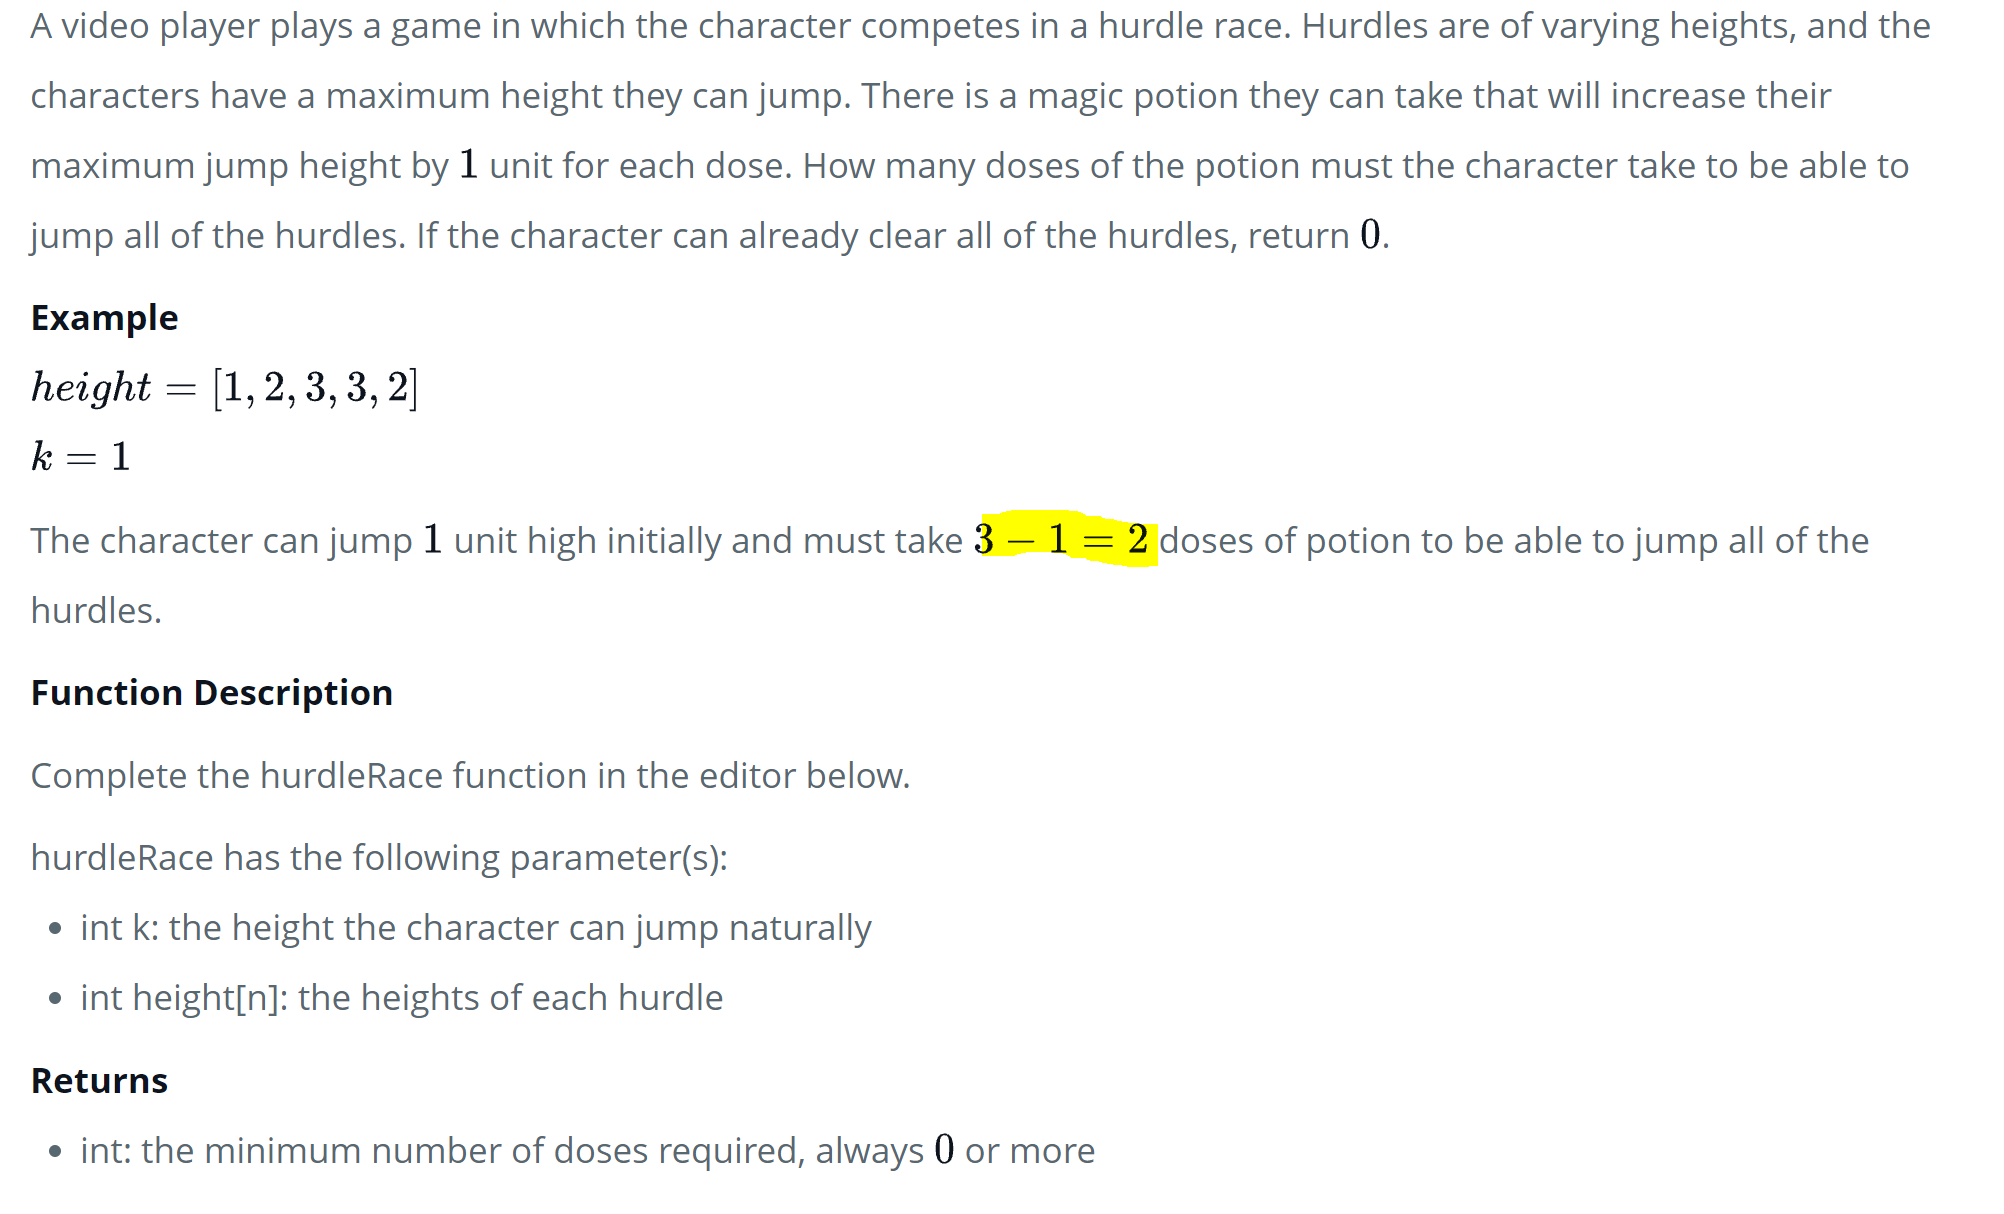 A video player plays a game in which the character competes in a hurdle race. Hurdles are of varying heights, and the
characters have a maximum height they can jump. There is a magic potion they can take that will increase their
maximum jump height by 1 unit for each dose. How many doses of the potion must the character take to be able to
jump all of the hurdles. If the character can already clear all of the hurdles, return 0.
Example
height = [1, 2, 3, 3, 2]
k = 1
The character can jump 1 unit high initially and must take 3 − 1 = 2 doses of potion to be able to jump all of the
hurdles.
Function Description
Complete the hurdleRace function in the editor below.
hurdleRace has the following parameter(s):
• int k: the height the character can jump naturally
• int height[n]: the heights of each hurdle
Returns
• int: the minimum number of doses required, always 0 or more